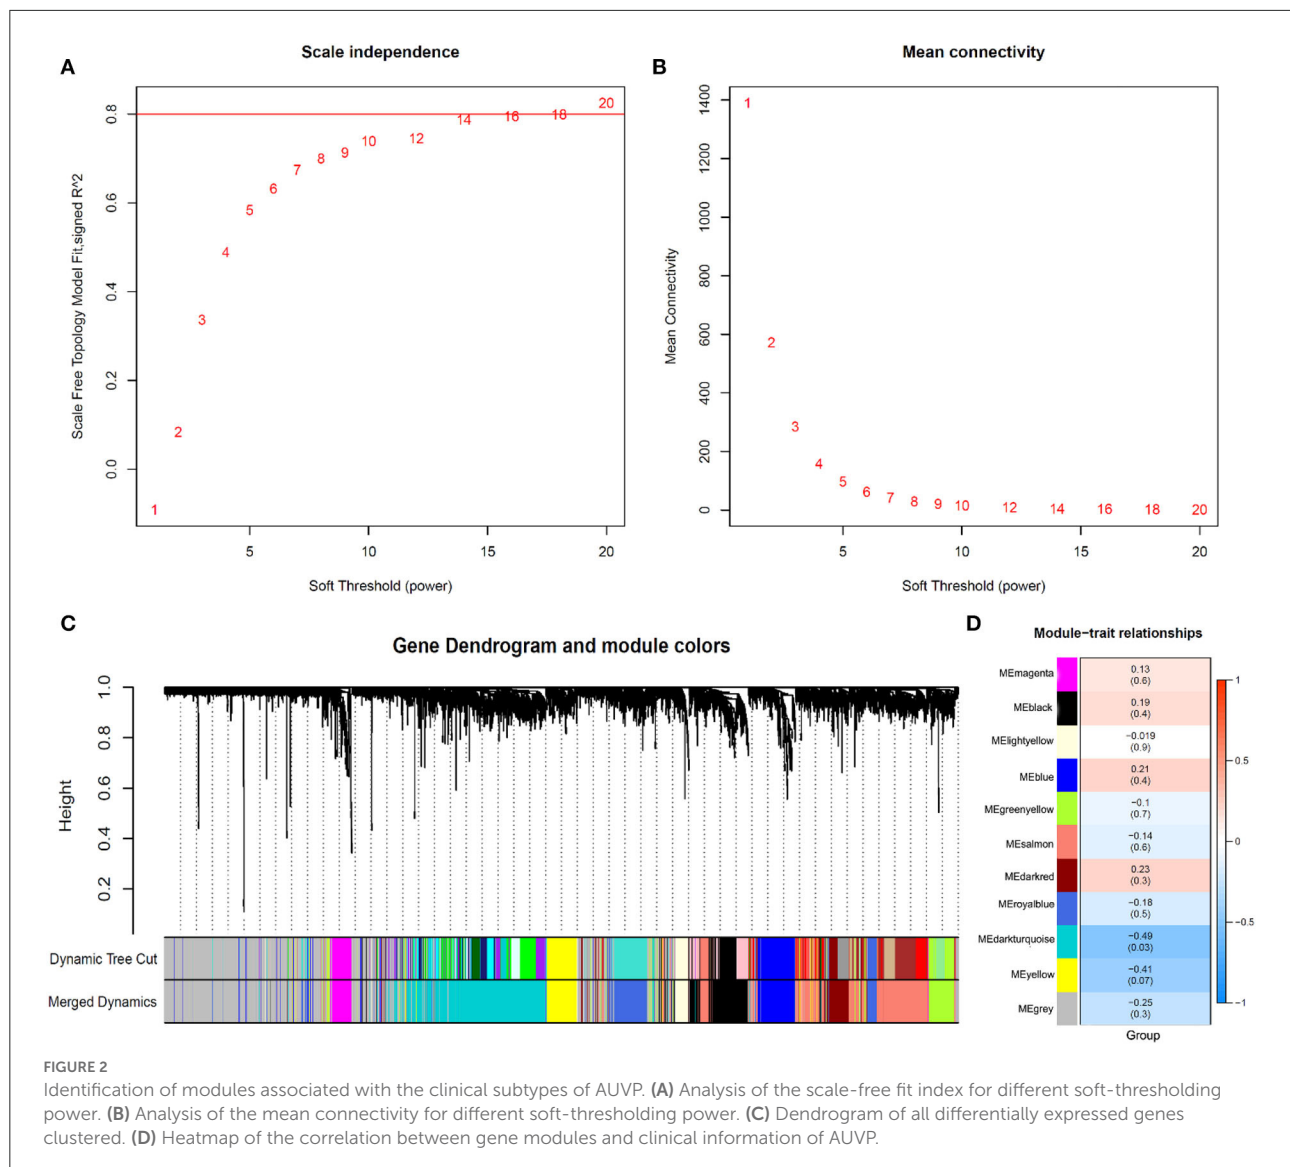 A
Scale independence
Scale Free Topology Model Fit,signed R^2
0.8
0.6
0.4
0.2
0.0
1
2
3
4
5
6
7
8
9
10
12
14
16
18
20
5
10
15
20
Soft Threshold (power)
B
Mean connectivity
Mean Connectivity
1400
1200
1000
800
600
400
200
0
1
2
3
4
5
6
7
8
9
10
12
14
16
18
20
5
10
15
20
Soft Threshold (power)
C
Gene Dendrogram and module colors
Height
1.0
0.8
0.6
0.4
0.2
Dynamic Tree Cut
Merged Dynamics
D
Module−trait relationships
MEmagenta
0.13
(0.6)
MEblack
0.19
(0.4)
MElightyellow
−0.019
(0.9)
MEblue
0.21
(0.4)
MEgreenyellow
−0.1
(0.7)
MEsalmon
−0.14
(0.6)
MEdarkred
0.23
(0.3)
MEroyalblue
−0.18
(0.5)
MEdarkturquoise
−0.49
(0.03)
MEyellow
−0.41
(0.07)
MEgrey
−0.25
(0.3)
Group
1
0.5
0
−0.5
−1
FIGURE 2
Identification of modules associated with the clinical subtypes of AUVP. (A) Analysis of the scale-free fit index for different soft-thresholding
power. (B) Analysis of the mean connectivity for different soft-thresholding power. (C) Dendrogram of all differentially expressed genes
clustered. (D) Heatmap of the correlation between gene modules and clinical information of AUVP.